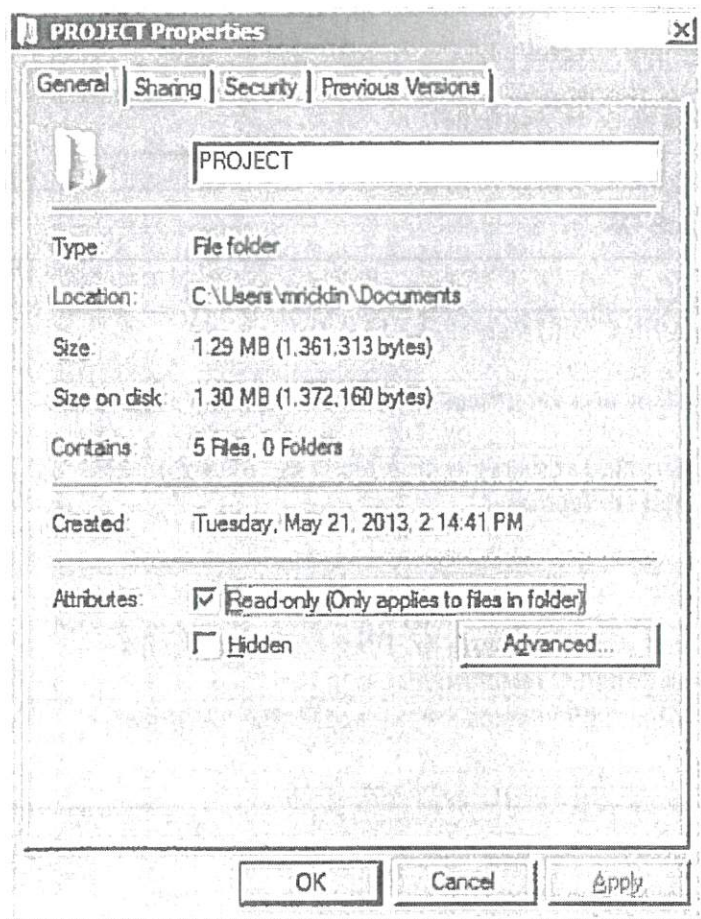 PROJECT Properties
General Sharing Security Previous Versions
PROJECT
Type: File folder
Location: C:\Users\mricklin\Documents
Size: 1.29 MB (1,361,313 bytes)
Size on disk: 1.30 MB (1,372,160 bytes)
Contains: 5 Files, 0 Folders
Created: Tuesday, May 21, 2013, 2:14:41 PM
Attributes: Read-only (Only applies to files in folder)
Hidden Advanced...
OK Cancel Apply